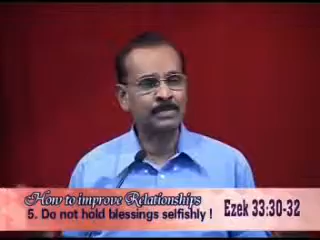 How to improve Relationships
5. Do not hold blessings selfishly !
Ezek 33:30-32